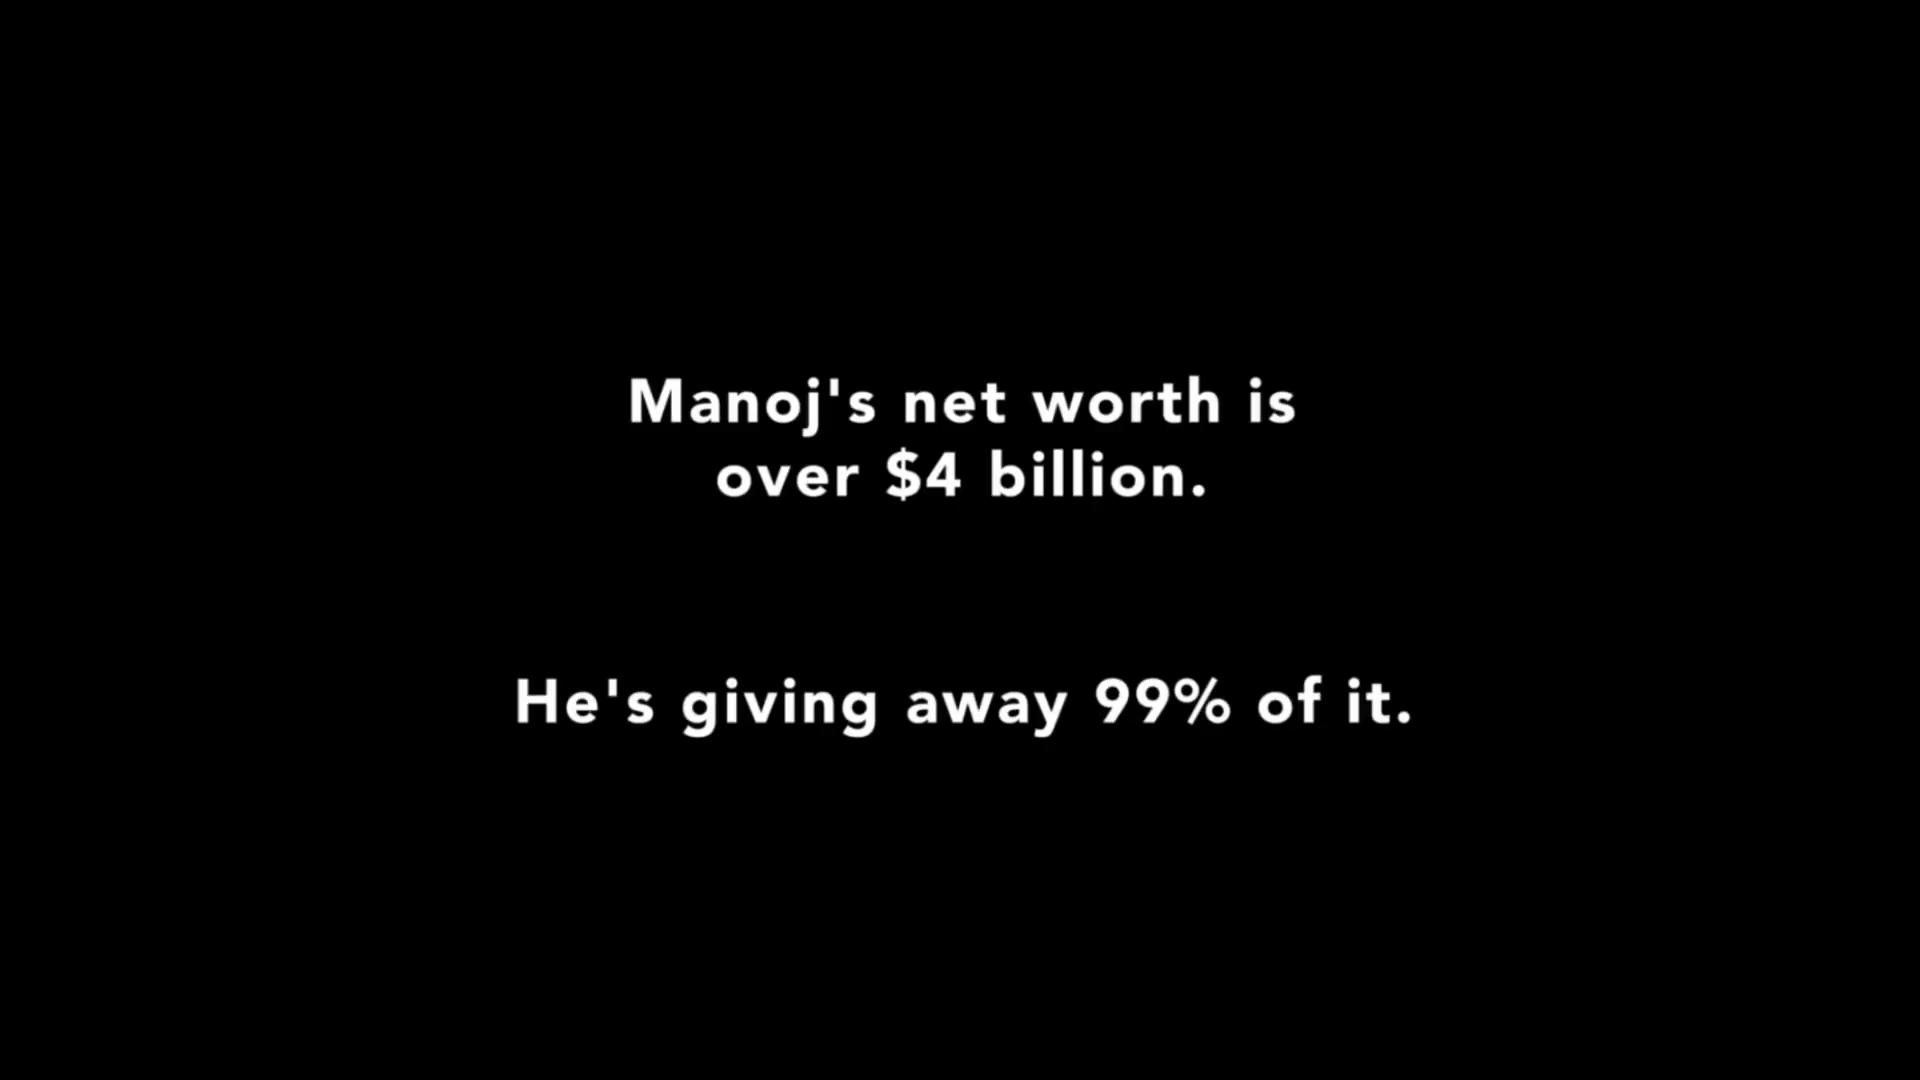 Manoj's net worth is
over $4 billion.
He's giving away 99% of it.